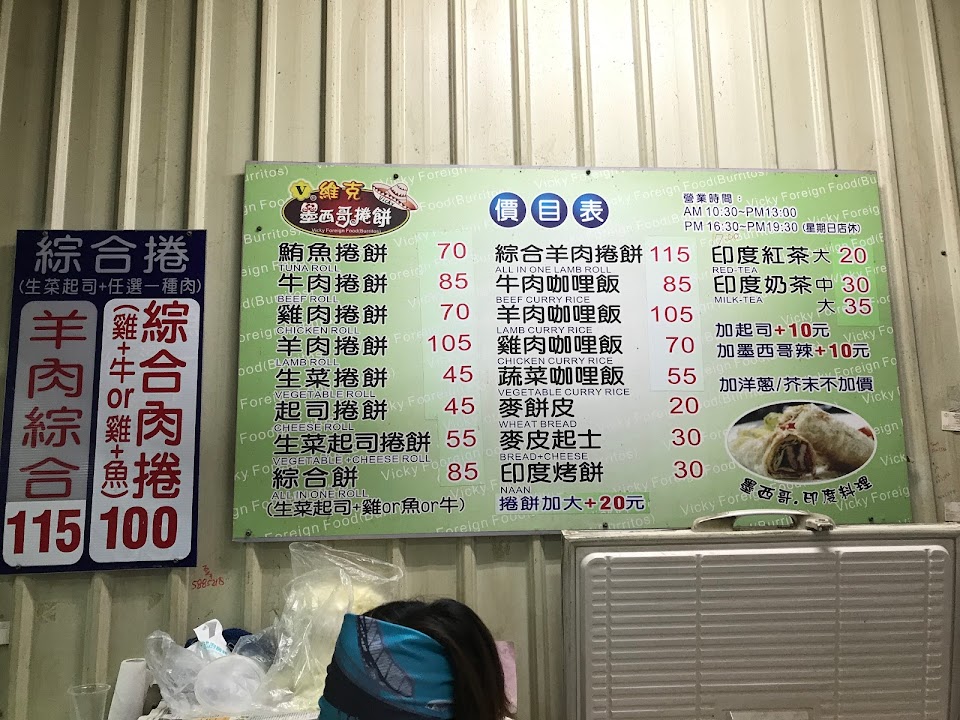 綜合捲
(生菜起司+任選一種肉)
羊肉綜合
115
綜合肉捲
(雞+牛or雞+魚)
100
V 維克
墨西哥捲餅
Vicky Foreign Food(Burritos)
價目表
營業時間：
AM 10:30~PM13:00
PM 16:30~PM19:30 (星期日店休)
鮪魚捲餅 70
TUNA ROLL
牛肉捲餅 85
BEEF ROLL
雞肉捲餅 70
CHICKEN ROLL
羊肉捲餅 105
LAMB ROLL
生菜捲餅 45
VEGETABLE ROLL
起司捲餅 45
CHEESE ROLL
生菜起司捲餅 55
VEGETABLE +CHEESE ROLL
綜合餅 85
ALL IN ONE ROLL
(生菜起司+雞or魚or牛)
綜合羊肉捲餅 115
ALL IN ONE LAMB ROLL
牛肉咖哩飯 85
BEEF CURRY RICE
羊肉咖哩飯 105
LAMB CURRY RICE
雞肉咖哩飯 70
CHICKEN CURRY RICE
蔬菜咖哩飯 55
VEGETABLE CURRY RICE
麥餅皮 20
WHEAT BREAD
麥皮起士 30
BREAD+CHEESE
印度烤餅 30
NAAN
捲餅加大+20元
印度紅茶大 20
RED-TEA
印度奶茶中 30
MILK-TEA 大 35
加起司+10元
加墨西哥辣+10元
加洋蔥/芥末不加價
墨西哥.印度料理